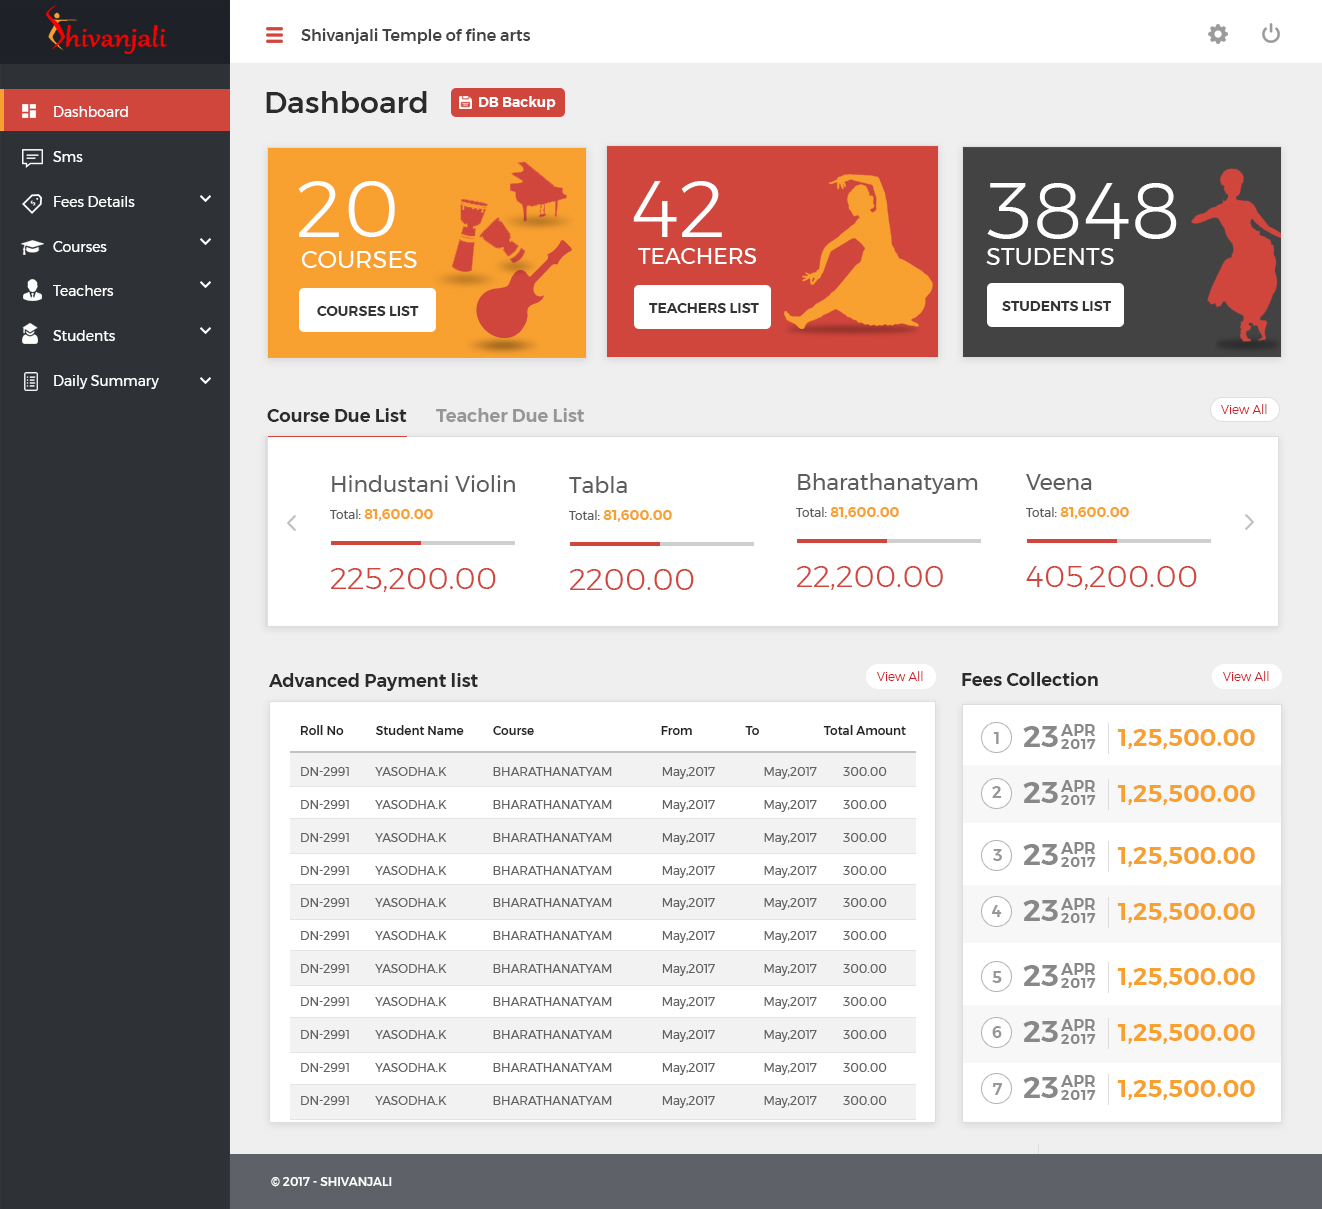 Shivanjali
Shivanjali Temple of fine arts
Dashboard
Sms
Fees Details
Courses
Teachers
Students
Daily Summary
Dashboard
DB Backup
20
COURSES
COURSES LIST
42
TEACHERS
TEACHERS LIST
3848
STUDENTS
STUDENTS LIST
Course Due List Teacher Due List View All
Hindustani Violin
Total: 81,600.00
225,200.00
Tabla
Total: 81,600.00
2200.00
Bharathanatyam
Total: 81,600.00
22,200.00
Veena
Total: 81,600.00
405,200.00
Advanced Payment list View All
Roll No Student Name Course From To Total Amount
DN-2991 YASODHA.K BHARATHANATYAM May,2017 May,2017 300.00
DN-2991 YASODHA.K BHARATHANATYAM May,2017 May,2017 300.00
DN-2991 YASODHA.K BHARATHANATYAM May,2017 May,2017 300.00
DN-2991 YASODHA.K BHARATHANATYAM May,2017 May,2017 300.00
DN-2991 YASODHA.K BHARATHANATYAM May,2017 May,2017 300.00
DN-2991 YASODHA.K BHARATHANATYAM May,2017 May,2017 300.00
DN-2991 YASODHA.K BHARATHANATYAM May,2017 May,2017 300.00
DN-2991 YASODHA.K BHARATHANATYAM May,2017 May,2017 300.00
DN-2991 YASODHA.K BHARATHANATYAM May,2017 May,2017 300.00
DN-2991 YASODHA.K BHARATHANATYAM May,2017 May,2017 300.00
DN-2991 YASODHA.K BHARATHANATYAM May,2017 May,2017 300.00
Fees Collection View All
1 23 APR 2017 1,25,500.00
2 23 APR 2017 1,25,500.00
3 23 APR 2017 1,25,500.00
4 23 APR 2017 1,25,500.00
5 23 APR 2017 1,25,500.00
6 23 APR 2017 1,25,500.00
7 23 APR 2017 1,25,500.00
© 2017 - SHIVANJALI